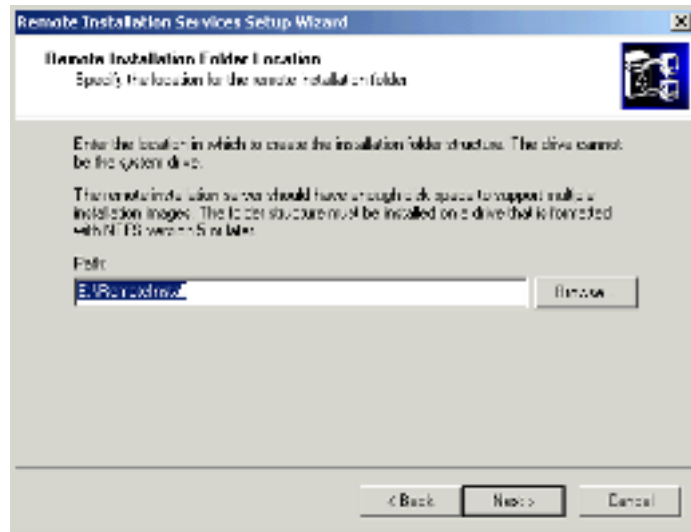 Remote Installation Services Setup Wizard
Remote Installation Folder Location
Specify the location for the remote installation folder
Enter the location in which to create the installation folder structure. The drive cannot
be the system drive.
The remote installation server should have enough disk space to support multiple
installation images. The folder structure must be installed on a drive that is formatted
with NTFS version 5 or later.
Path:
E:\RemoteInstall
Browse...
< Back
Next >
Cancel